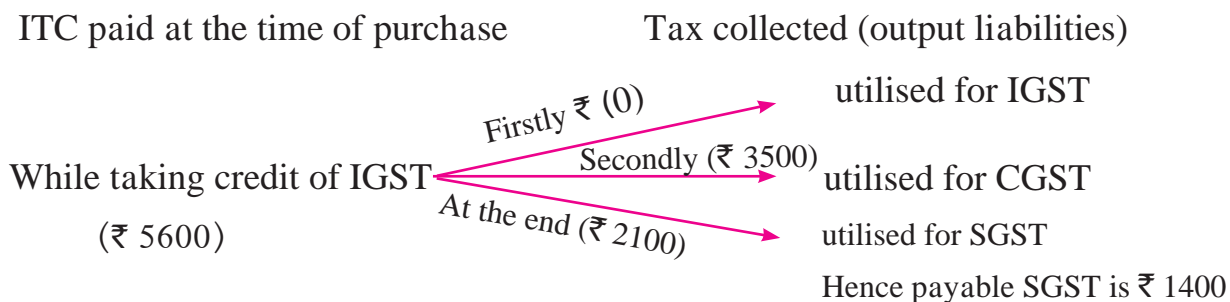 ITC paid at the time of purchase
Tax collected (output liabilities)
Firstly ₹ (0)
utilised for IGST
While taking credit of IGST
(₹ 5600)
Secondly (₹ 3500)
utilised for CGST
At the end (₹ 2100)
utilised for SGST
Hence payable SGST is ₹ 1400